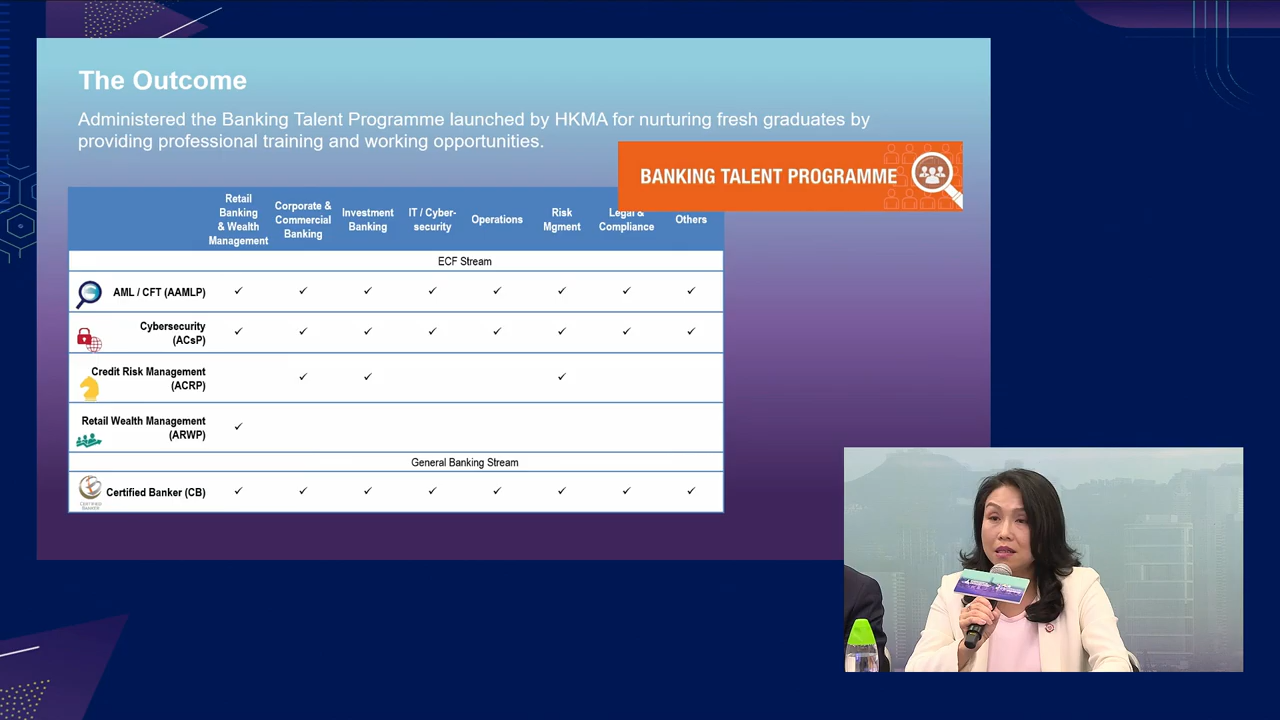 The Outcome
Administered the Banking Talent Programme launched by HKMA for nurturing fresh graduates by
providing professional training and working opportunities.
BANKING TALENT PROGRAMME
Retail
Banking
& Wealth
Management
Corporate &
Commercial
Banking
Investment
Banking
IT / Cyber-
security
Operations
Risk
Mgment
Legal &
Compliance
Others
ECF Stream
AML / CFT (AAMLP) ✓ ✓ ✓ ✓ ✓ ✓ ✓ ✓
Cybersecurity
(ACsP) ✓ ✓ ✓ ✓ ✓ ✓ ✓ ✓
Credit Risk Management
(ACRP) ✓ ✓ ✓
Retail Wealth Management
(ARWP) ✓
General Banking Stream
Certified Banker (CB) ✓ ✓ ✓ ✓ ✓ ✓ ✓ ✓